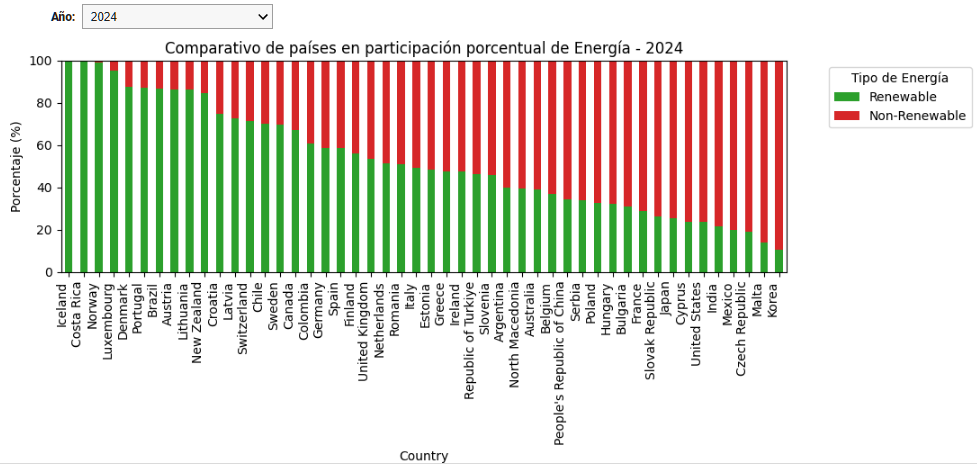 Año: 2024
Comparativo de países en participación porcentual de Energía - 2024
Tipo de Energía
Renewable
Non-Renewable
Porcentaje (%)
100
80
60
40
20
0
Iceland
Costa Rica
Norway
Luxembourg
Denmark
Portugal
Brazil
Austria
Lithuania
New Zealand
Croatia
Latvia
Switzerland
Chile
Sweden
Canada
Colombia
Germany
Spain
Finland
United Kingdom
Netherlands
Romania
Italy
Estonia
Greece
Ireland
Republic of Turkiye
Slovenia
Argentina
North Macedonia
Australia
Belgium
People's Republic of China
Serbia
Poland
Hungary
Bulgaria
France
Slovak Republic
Japan
Cyprus
United States
India
Mexico
Czech Republic
Malta
Korea
Country